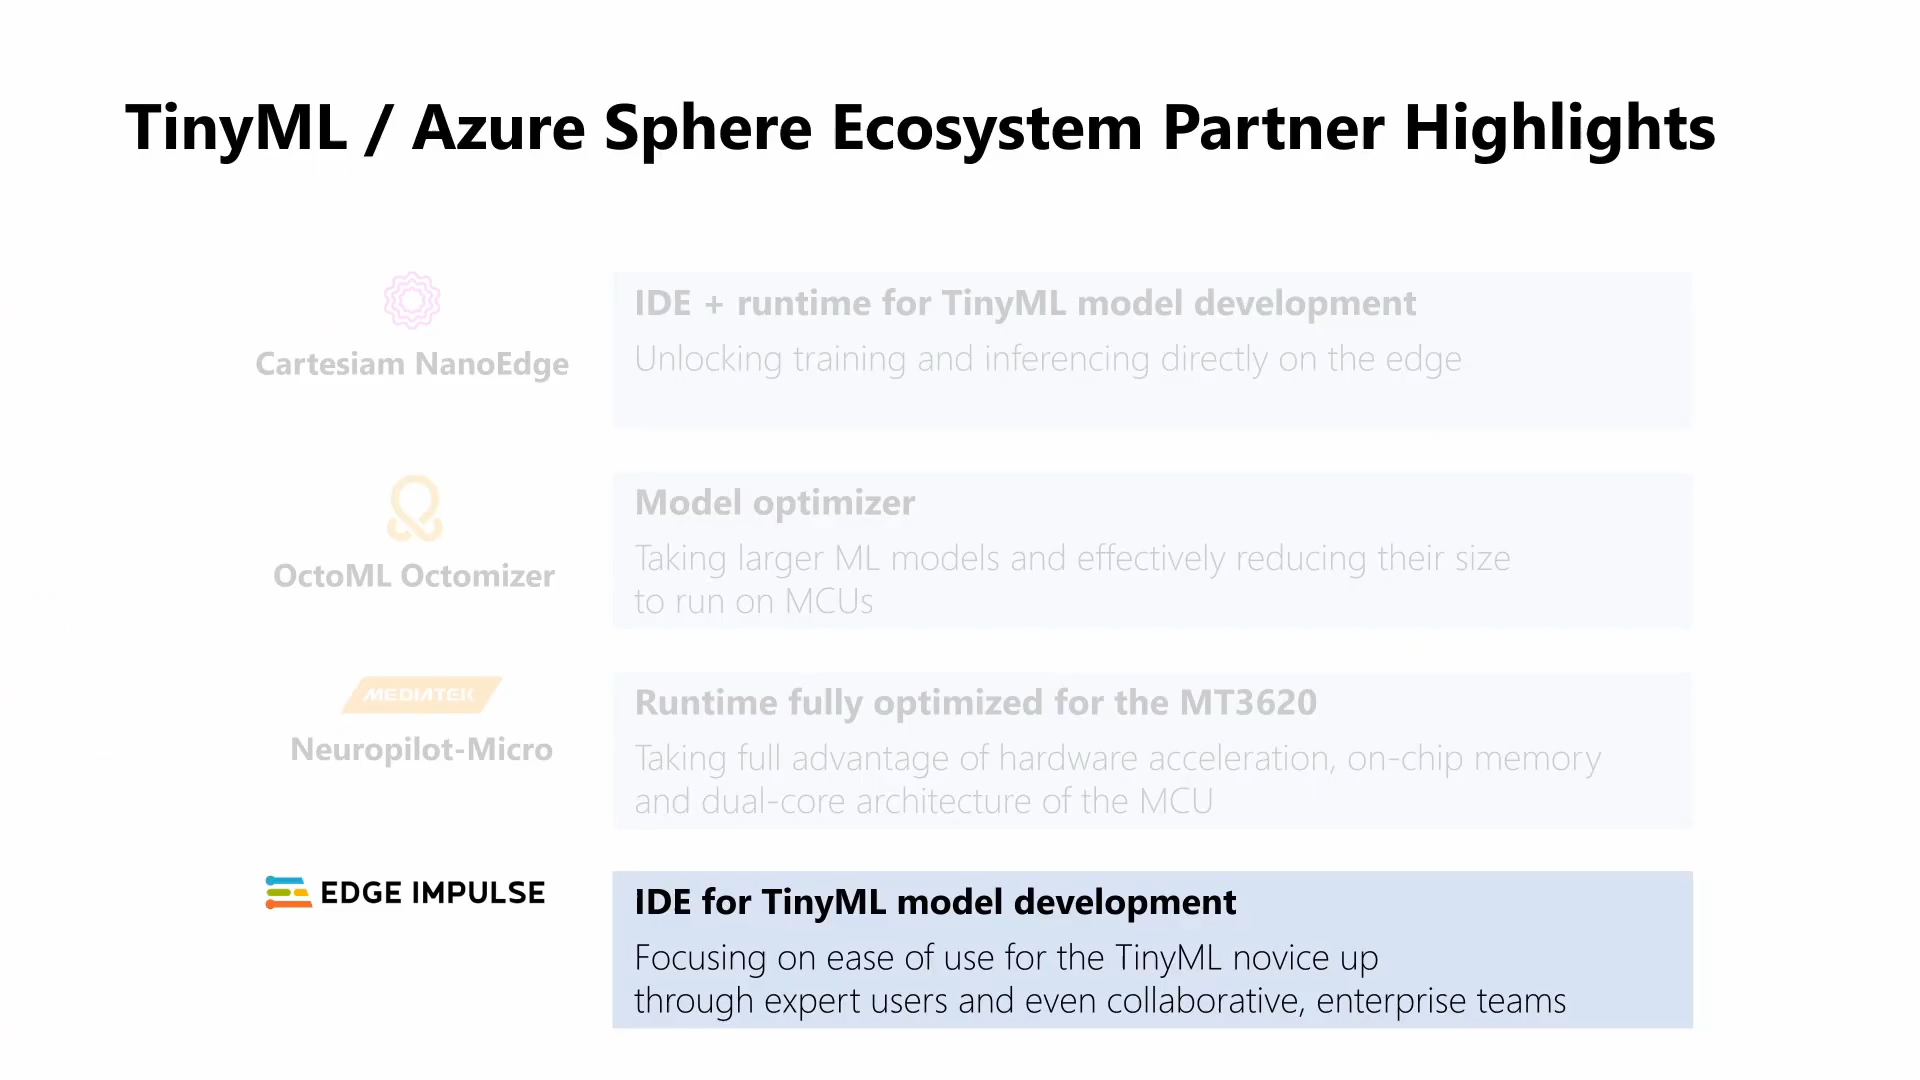 TinyML / Azure Sphere Ecosystem Partner Highlights
Cartesiam NanoEdge
IDE + runtime for TinyML model development
Unlocking training and inferencing directly on the edge
OctoML Octomizer
Model optimizer
Taking larger ML models and effectively reducing their size
to run on MCUs
MEDIATEK
Neuropilot-Micro
Runtime fully optimized for the MT3620
Taking full advantage of hardware acceleration, on-chip memory
and dual-core architecture of the MCU
EDGE IMPULSE
IDE for TinyML model development
Focusing on ease of use for the TinyML novice up
through expert users and even collaborative, enterprise teams